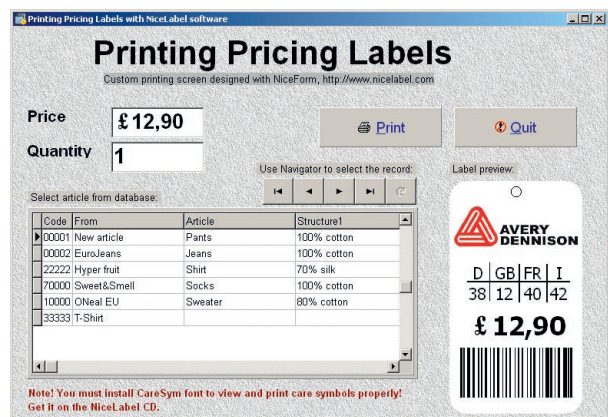 Printing Pricing Labels with NiceLabel software
Printing Pricing Labels
Custom printing screen designed with NiceForm, http://www.nicelabel.com
Price
£12,90
Print
Quit
Quantity
1
Use Navigator to select the record:
Label preview:
Select article from database:
Code From Article Structure1
00001 New article Pants 100% cotton
00002 EuroJeans Jeans 100% cotton
22222 Hyper fruit Shirt 70% silk
70000 Sweet&Smell Socks 100% cotton
10000 ONeal EU Sweater 80% cotton
33333 T-Shirt
AVERY
DENNISON
D GB FR I
38 12 40 42
£ 12,90
Note! You must install CareSym font to view and print care symbols properly!
Get it on the NiceLabel CD.